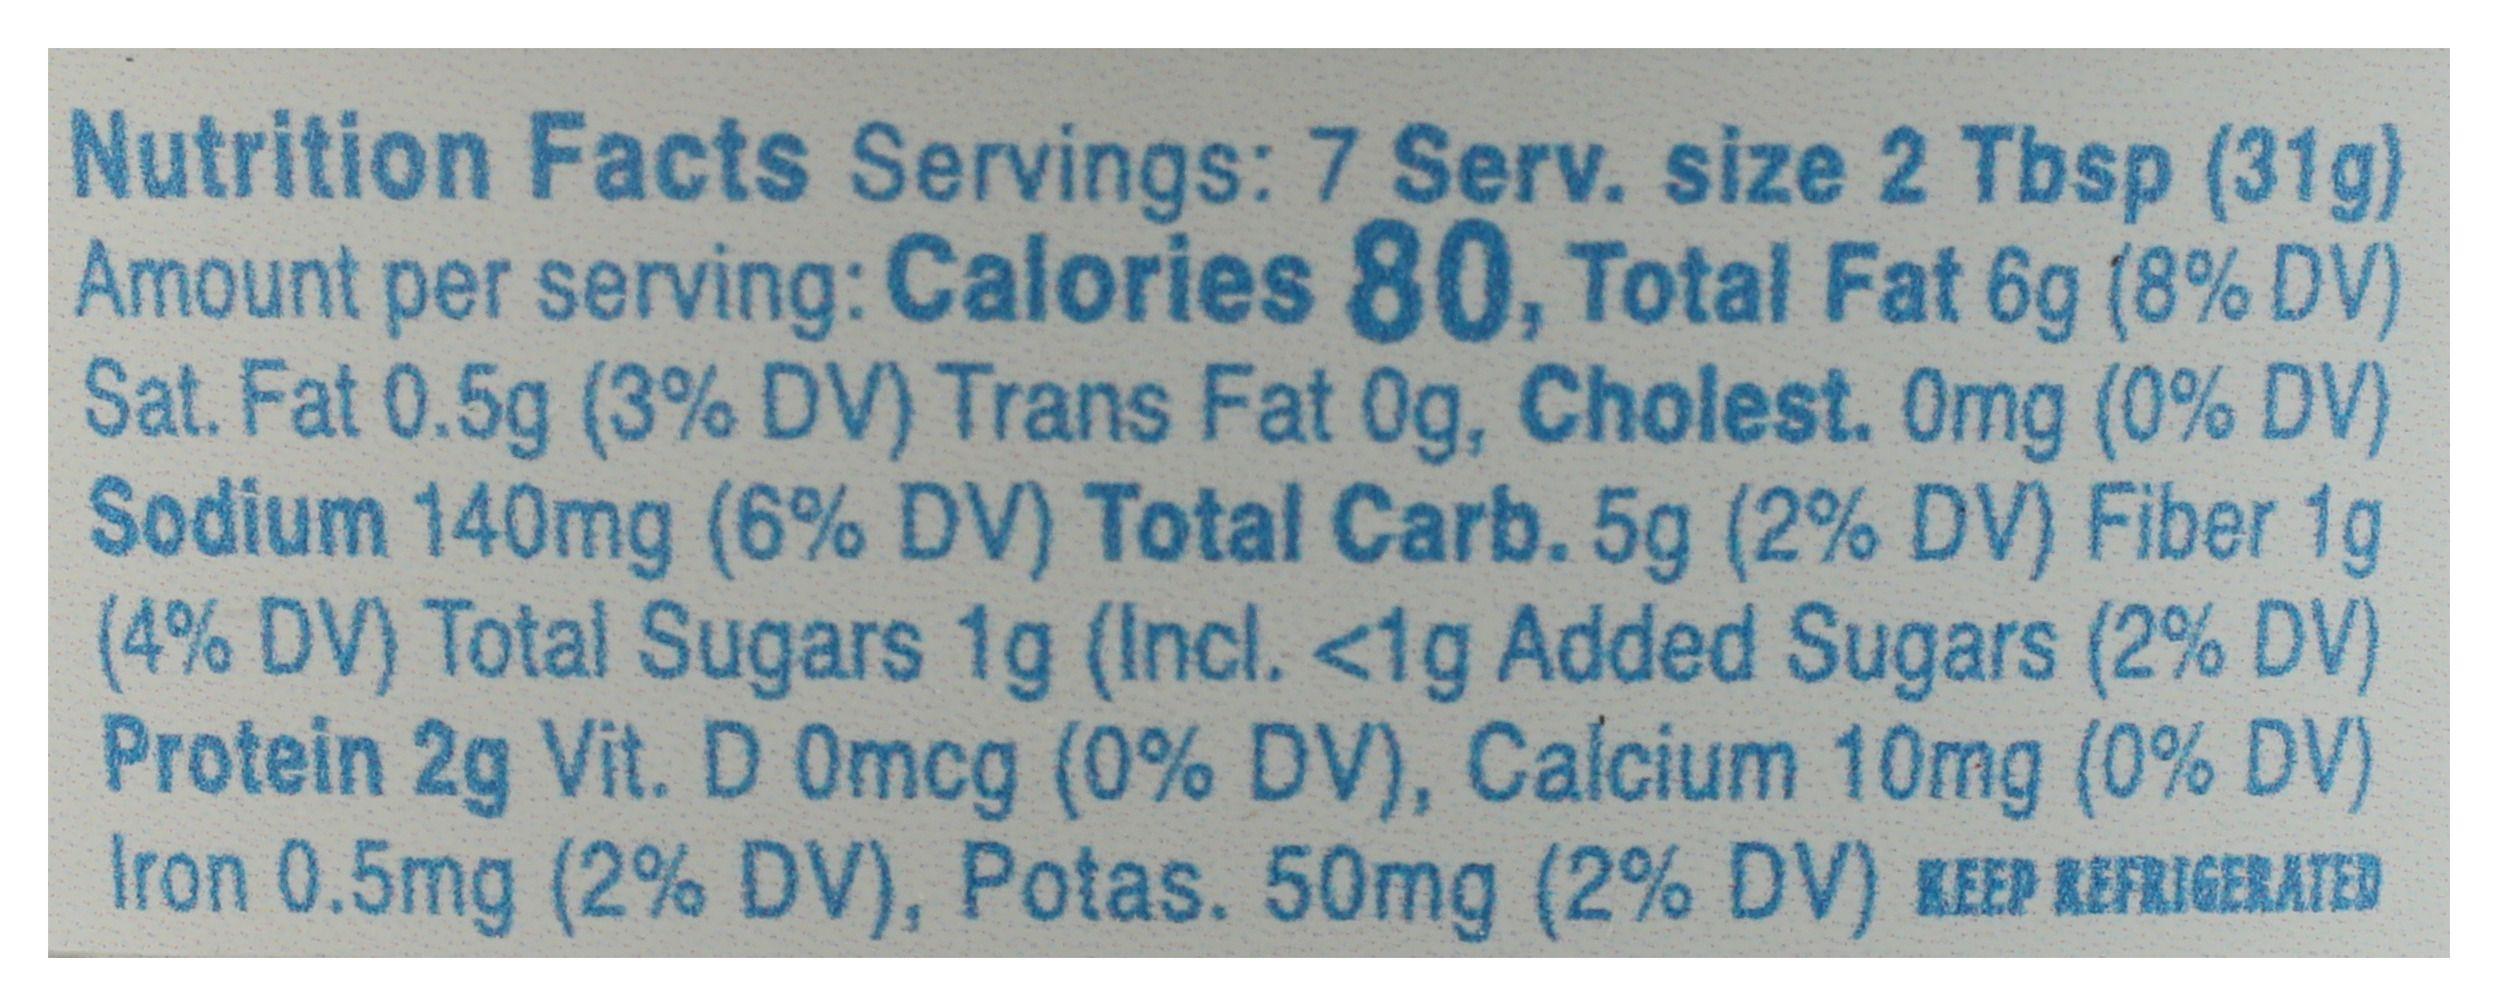 Nutrition Facts Servings: 7 Serv. size 2 Tbsp (31g)
Amount per serving: Calories 80, Total Fat 6g (8% DV)
Sat. Fat 0.5g (3% DV) Trans Fat 0g, Cholest. 0mg (0% DV)
Sodium 140mg (6% DV) Total Carb. 5g (2% DV) Fiber 1g
(4% DV) Total Sugars 1g (Incl. <1g Added Sugars (2% DV)
Protein 2g Vit. D 0mcg (0% DV), Calcium 10mg (0% DV)
Iron 0.5mg (2% DV), Potas. 50mg (2% DV) KEEP REFRIGERATED